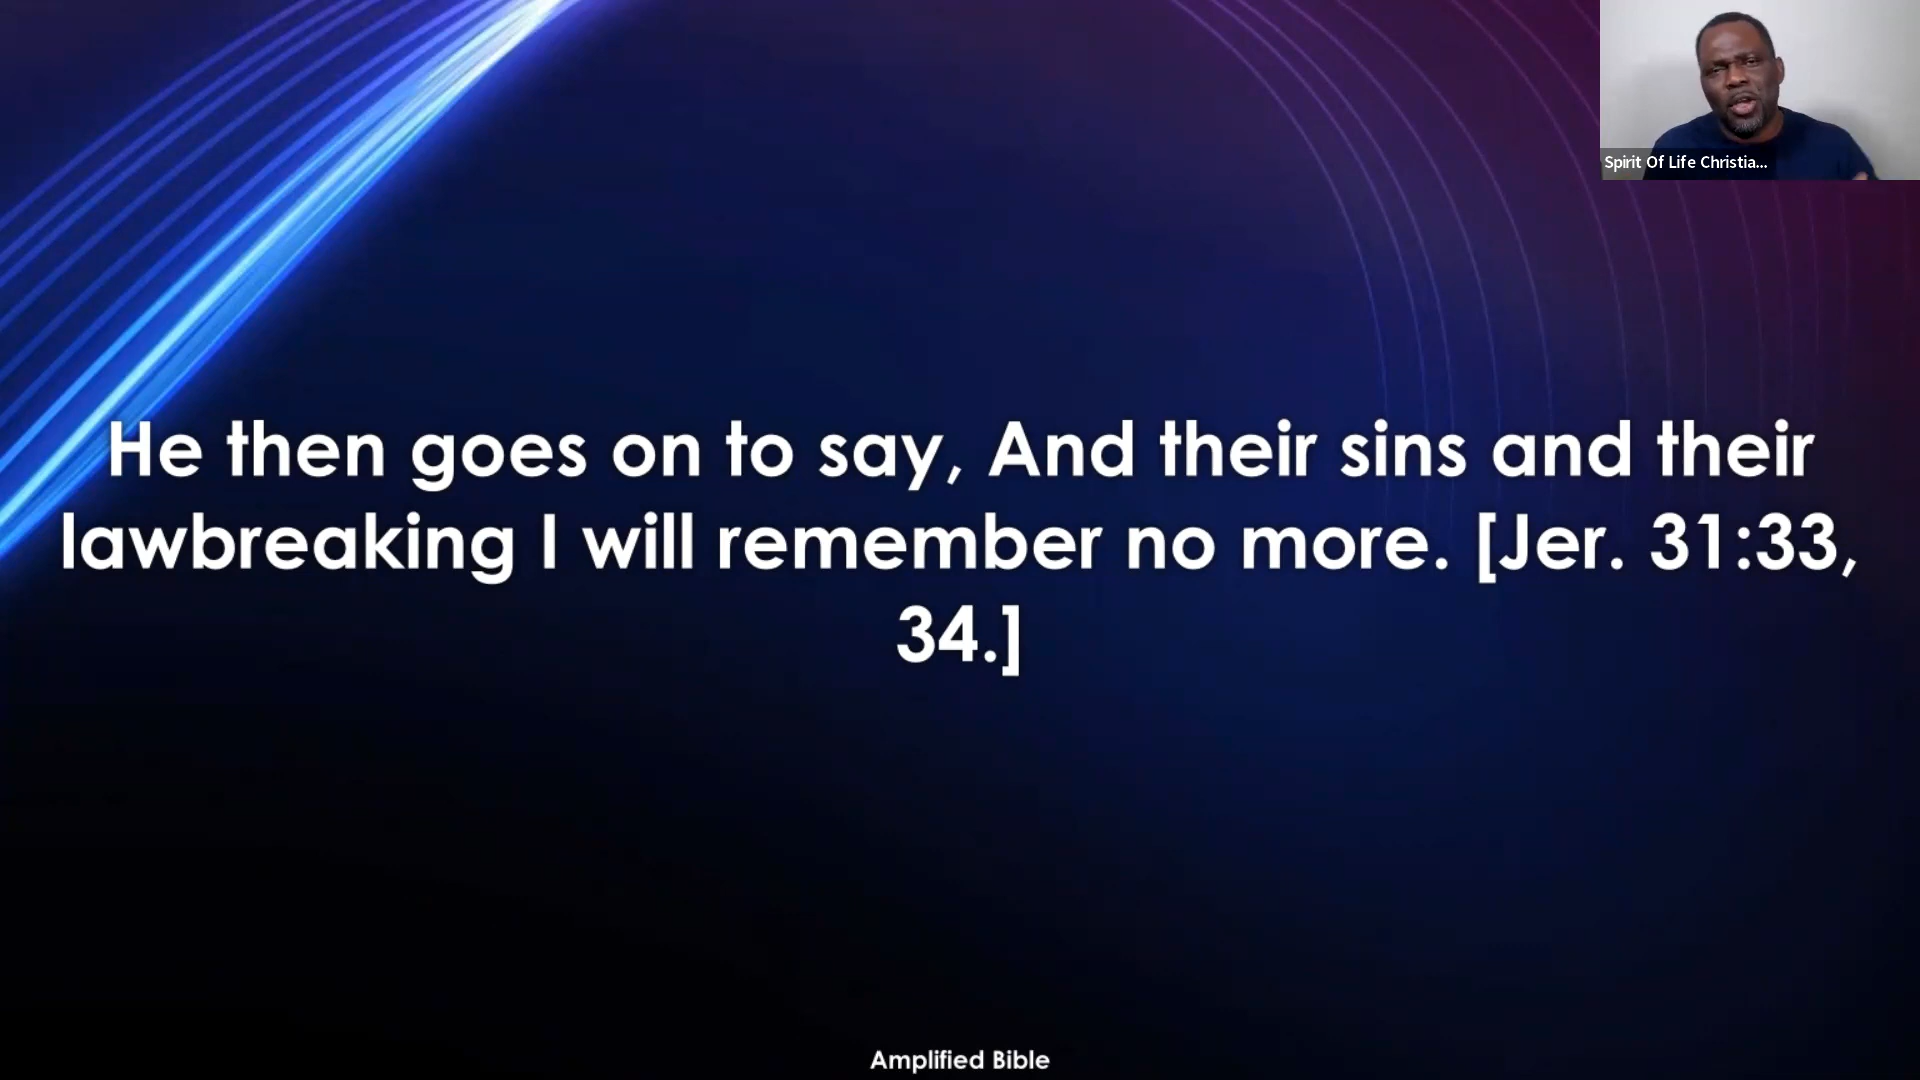 Spirit Of Life Christia...
He then goes on to say, And their sins and their
lawbreaking I will remember no more. [Jer. 31:33,
34.]
Amplified Bible